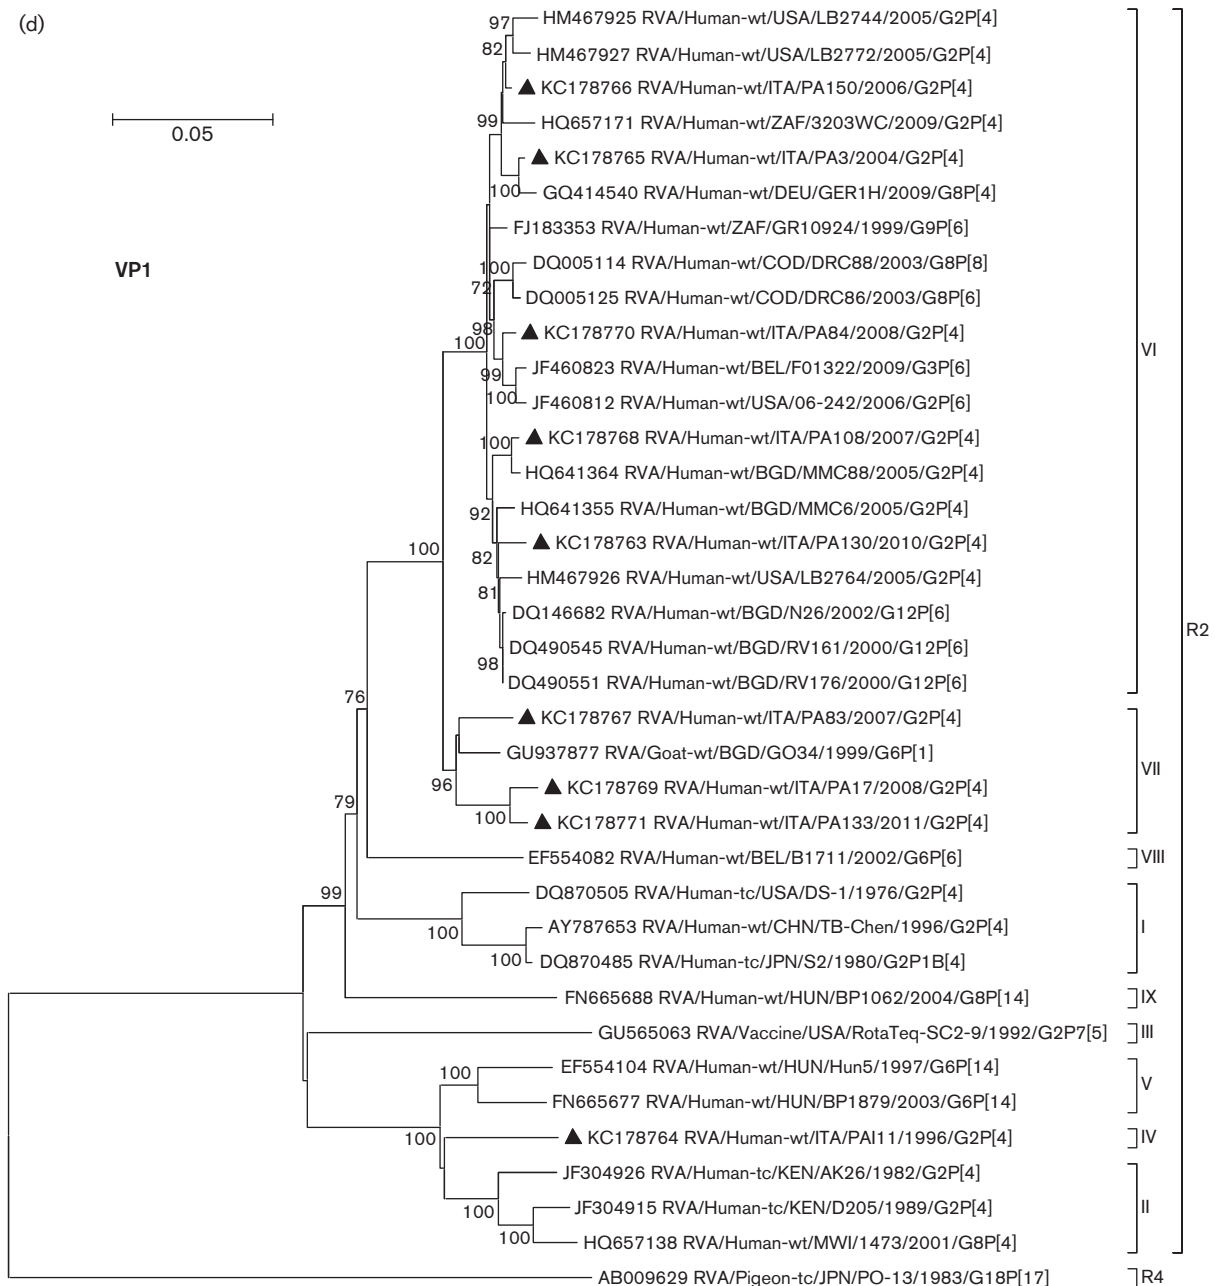 (d)
0.05
VP1
97
HM467925 RVA/Human-wt/USA/LB2744/2005/G2P[4]
82
HM467927 RVA/Human-wt/USA/LB2772/2005/G2P[4]
▲ KC178766 RVA/Human-wt/ITA/PA150/2006/G2P[4]
99
HQ657171 RVA/Human-wt/ZAF/3203WC/2009/G2P[4]
▲ KC178765 RVA/Human-wt/ITA/PA3/2004/G2P[4]
100
GQ414540 RVA/Human-wt/DEU/GER1H/2009/G8P[4]
FJ183353 RVA/Human-wt/ZAF/GR10924/1999/G9P[6]
100
DQ005114 RVA/Human-wt/COD/DRC88/2003/G8P[8]
72
DQ005125 RVA/Human-wt/COD/DRC86/2003/G8P[6]
98
▲ KC178770 RVA/Human-wt/ITA/PA84/2008/G2P[4]
100
VI
99
JF460823 RVA/Human-wt/BEL/F01322/2009/G3P[6]
100
JF460812 RVA/Human-wt/USA/06-242/2006/G2P[6]
100
▲ KC178768 RVA/Human-wt/ITA/PA108/2007/G2P[4]
HQ641364 RVA/Human-wt/BGD/MMC88/2005/G2P[4]
92
HQ641355 RVA/Human-wt/BGD/MMC6/2005/G2P[4]
100
▲ KC178763 RVA/Human-wt/ITA/PA130/2010/G2P[4]
82
HM467926 RVA/Human-wt/USA/LB2764/2005/G2P[4]
81
DQ146682 RVA/Human-wt/BGD/N26/2002/G12P[6]
R2
DQ490545 RVA/Human-wt/BGD/RV161/2000/G12P[6]
98
DQ490551 RVA/Human-wt/BGD/RV176/2000/G12P[6]
76
▲ KC178767 RVA/Human-wt/ITA/PA83/2007/G2P[4]
GU937877 RVA/Goat-wt/BGD/GO34/1999/G6P[1]
VII
96
▲ KC178769 RVA/Human-wt/ITA/PA17/2008/G2P[4]
79
100
▲ KC178771 RVA/Human-wt/ITA/PA133/2011/G2P[4]
EF554082 RVA/Human-wt/BEL/B1711/2002/G6P[6]
VIII
99
DQ870505 RVA/Human-tc/USA/DS-1/1976/G2P[4]
100
AY787653 RVA/Human-wt/CHN/TB-Chen/1996/G2P[4]
I
100
DQ870485 RVA/Human-tc/JPN/S2/1980/G2P1B[4]
FN665688 RVA/Human-wt/HUN/BP1062/2004/G8P[14]
IX
GU565063 RVA/Vaccine/USA/RotaTeq-SC2-9/1992/G2P7[5]
III
100
EF554104 RVA/Human-wt/HUN/Hun5/1997/G6P[14]
V
FN665677 RVA/Human-wt/HUN/BP1879/2003/G6P[14]
100
▲ KC178764 RVA/Human-wt/ITA/PAI11/1996/G2P[4]
IV
JF304926 RVA/Human-tc/KEN/AK26/1982/G2P[4]
100
JF304915 RVA/Human-tc/KEN/D205/1989/G2P[4]
II
100
HQ657138 RVA/Human-wt/MWI/1473/2001/G8P[4]
AB009629 RVA/Pigeon-tc/JPN/PO-13/1983/G18P[17]
R4